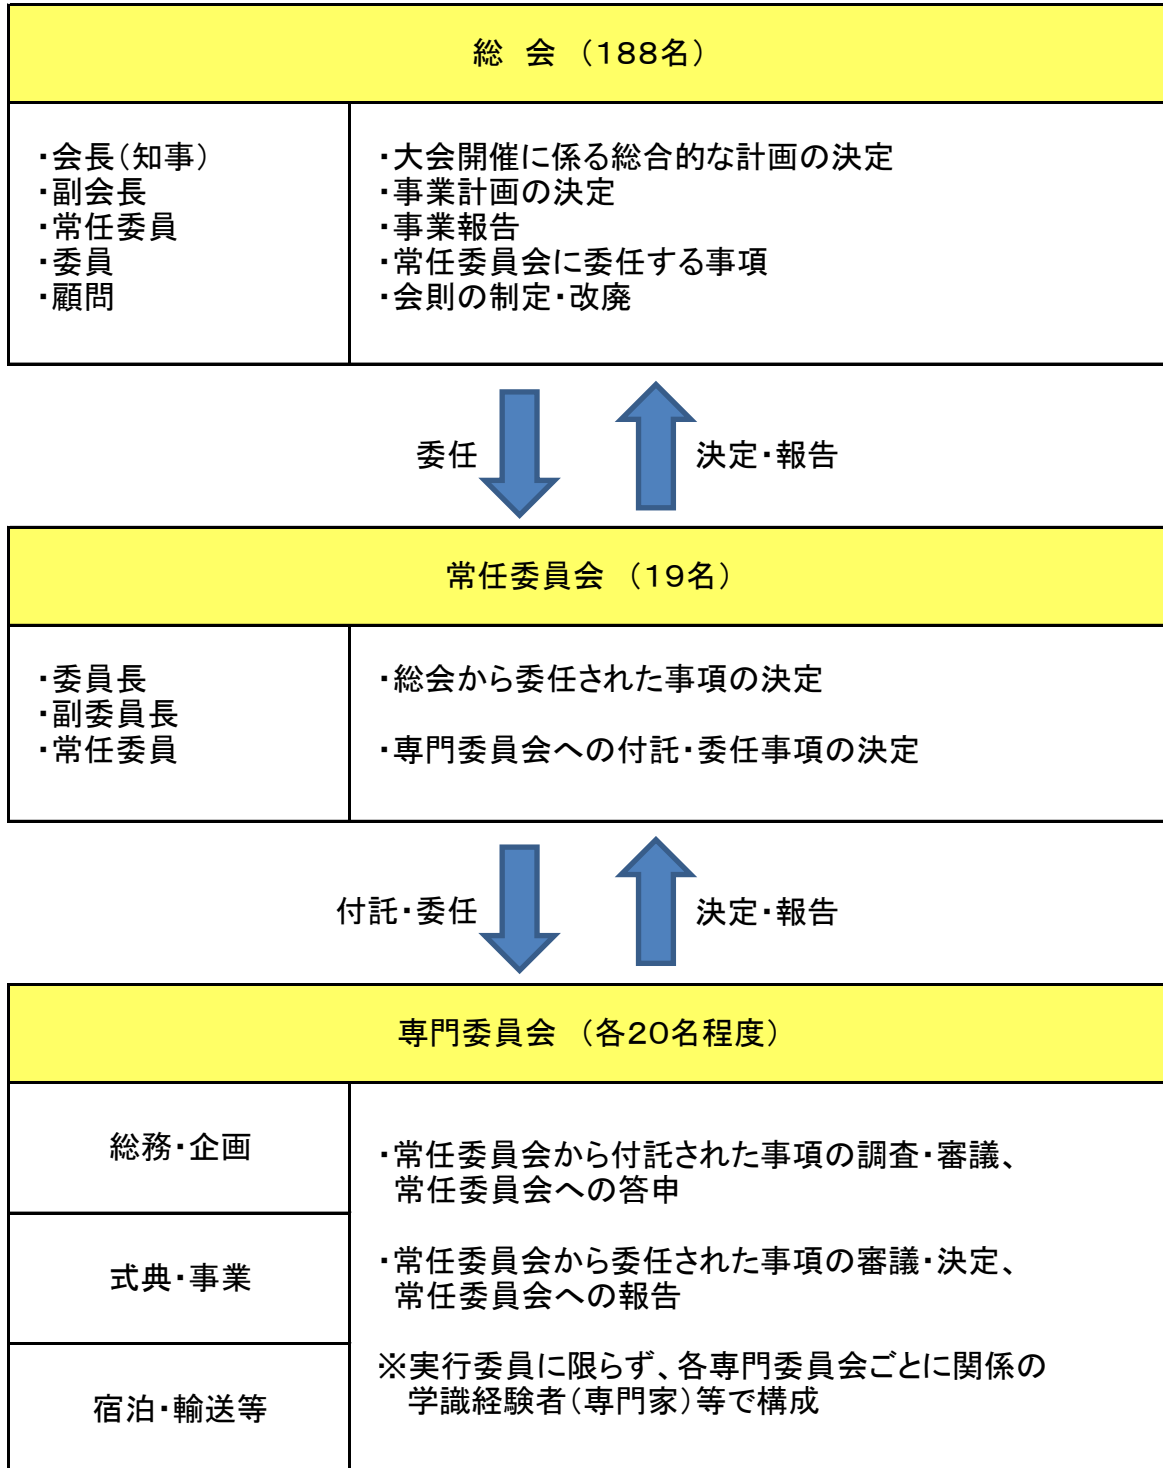 総　会　（１８８名）
・会長（知事）
・副会長
・常任委員
・委員
・顧問
・大会開催に係る総合的な計画の決定
・事業計画の決定
・事業報告
・常任委員会に委任する事項
・会則の制定・改廃
委任
決定・報告
常任委員会　（１９名）
・委員長
・副委員長
・常任委員
・総会から委任された事項の決定
・専門委員会への付託・委任事項の決定
付託・委任
決定・報告
専門委員会　（各２０名程度）
総務・企画
式典・事業
宿泊・輸送等
・常任委員会から付託された事項の調査・審議、
常任委員会への答申
・常任委員会から委任された事項の審議・決定、
常任委員会への報告
※実行委員に限らず、各専門委員会ごとに関係の
学識経験者（専門家）等で構成